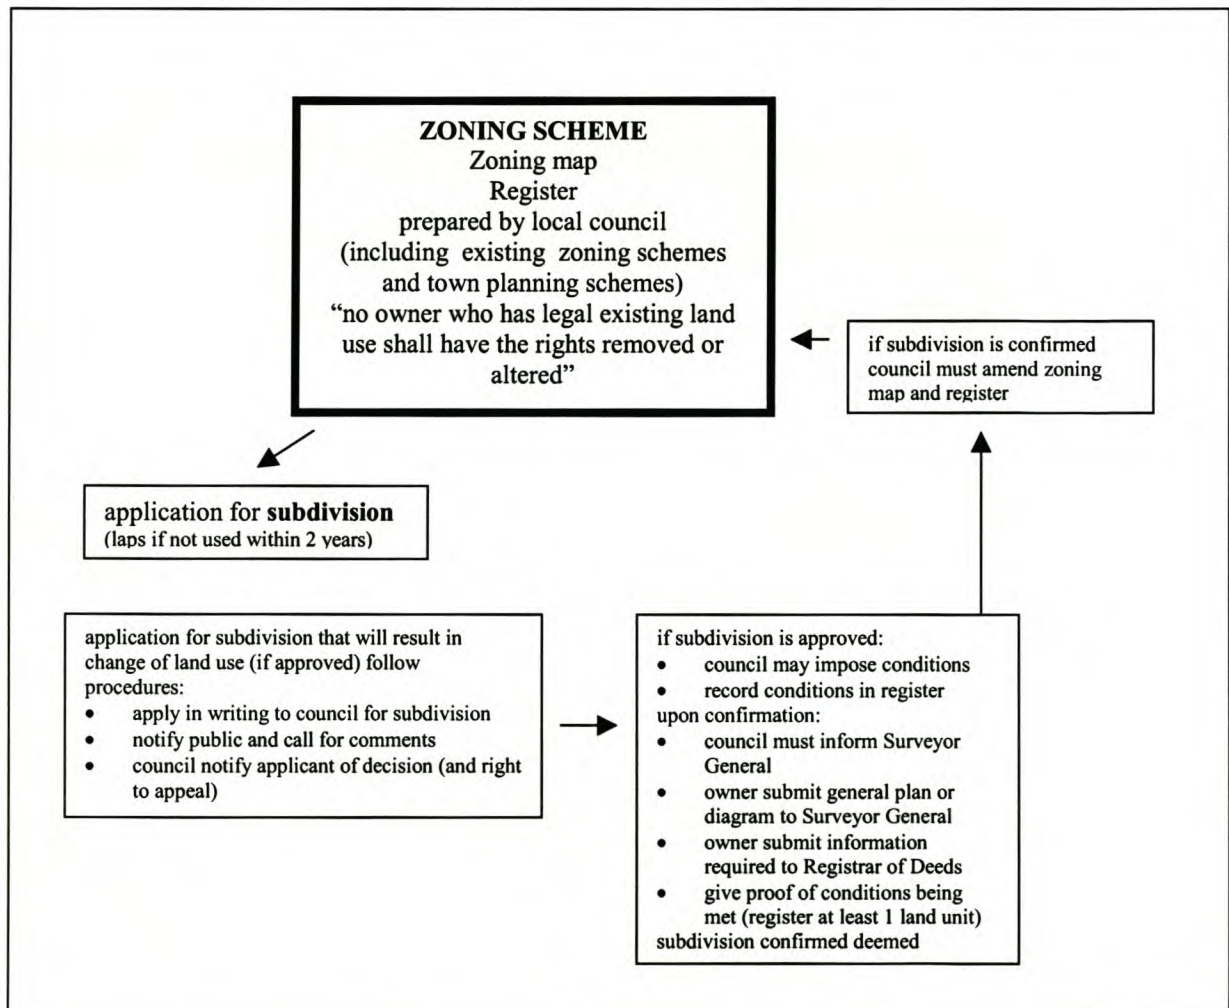 ZONING SCHEME
Zoning map
Register
prepared by local council
(including existing zoning schemes
and town planning schemes)
“no owner who has legal existing land
use shall have the rights removed or
altered”
if subdivision is confirmed
council must amend zoning
map and register
application for subdivision
(laps if not used within 2 years)
application for subdivision that will result in
change of land use (if approved) follow
procedures:
• apply in writing to council for subdivision
• notify public and call for comments
• council notify applicant of decision (and right
to appeal)
if subdivision is approved:
• council may impose conditions
• record conditions in register
upon confirmation:
• council must inform Surveyor
General
• owner submit general plan or
diagram to Surveyor General
• owner submit information
required to Registrar of Deeds
• give proof of conditions being
met (register at least 1 land unit)
subdivision confirmed deemed